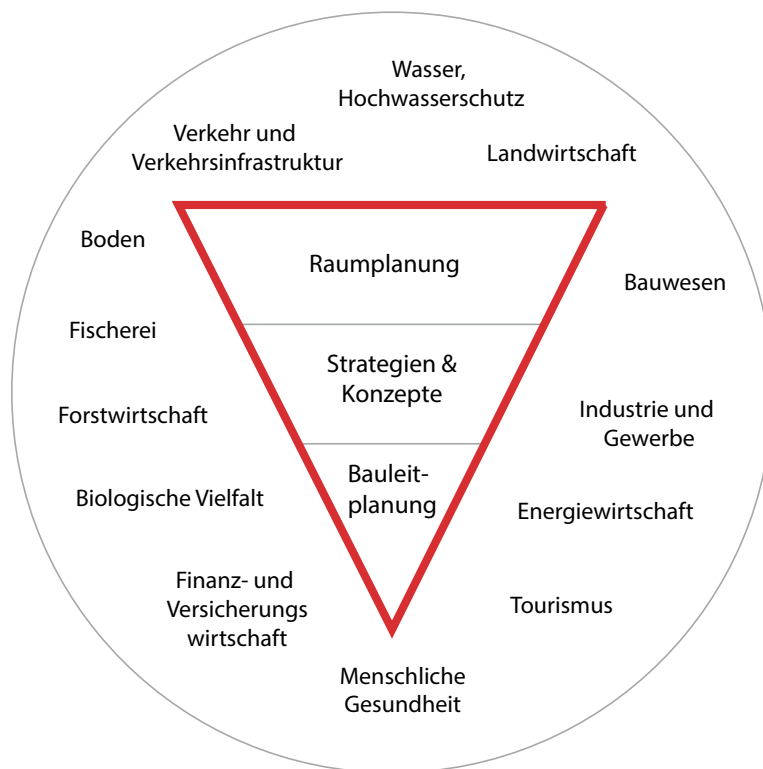 Wasser,
Hochwasserschutz
Verkehr und
Verkehrsinfrastruktur
Landwirtschaft
Boden
Raumplanung
Bauwesen
Fischerei
Strategien &
Konzepte
Forstwirtschaft
Industrie und
Gewerbe
Bauleit-
planung
Biologische Vielfalt
Energiewirtschaft
Finanz- und
Versicherungs
wirtschaft
Tourismus
Menschliche
Gesundheit